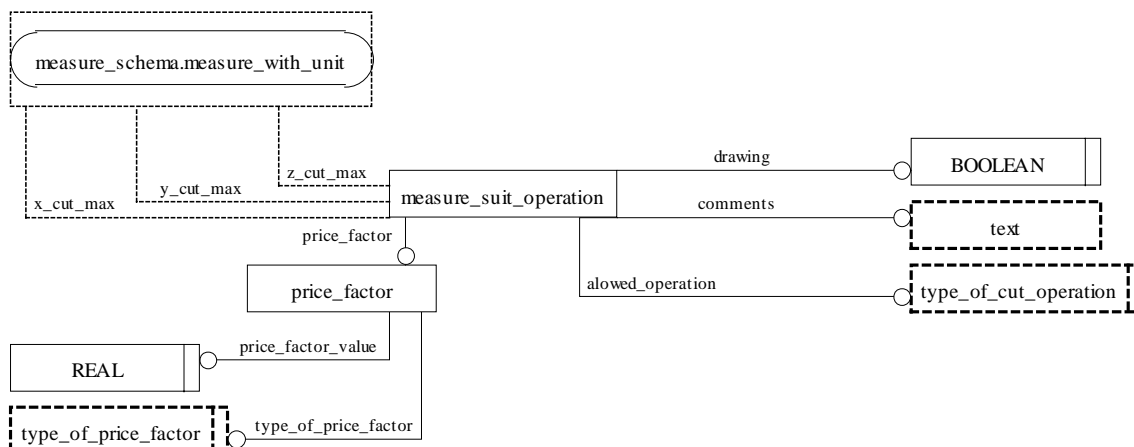 measure_schema.measure_with_unit
drawing
BOOLEAN
z_cut_max
y_cut_max
measure_suit_operation
comments
x_cut_max
text
price_factor
alowed_operation
type_of_cut_operation
price_factor
price_factor_value
REAL
type_of_price_factor
type_of_price_factor